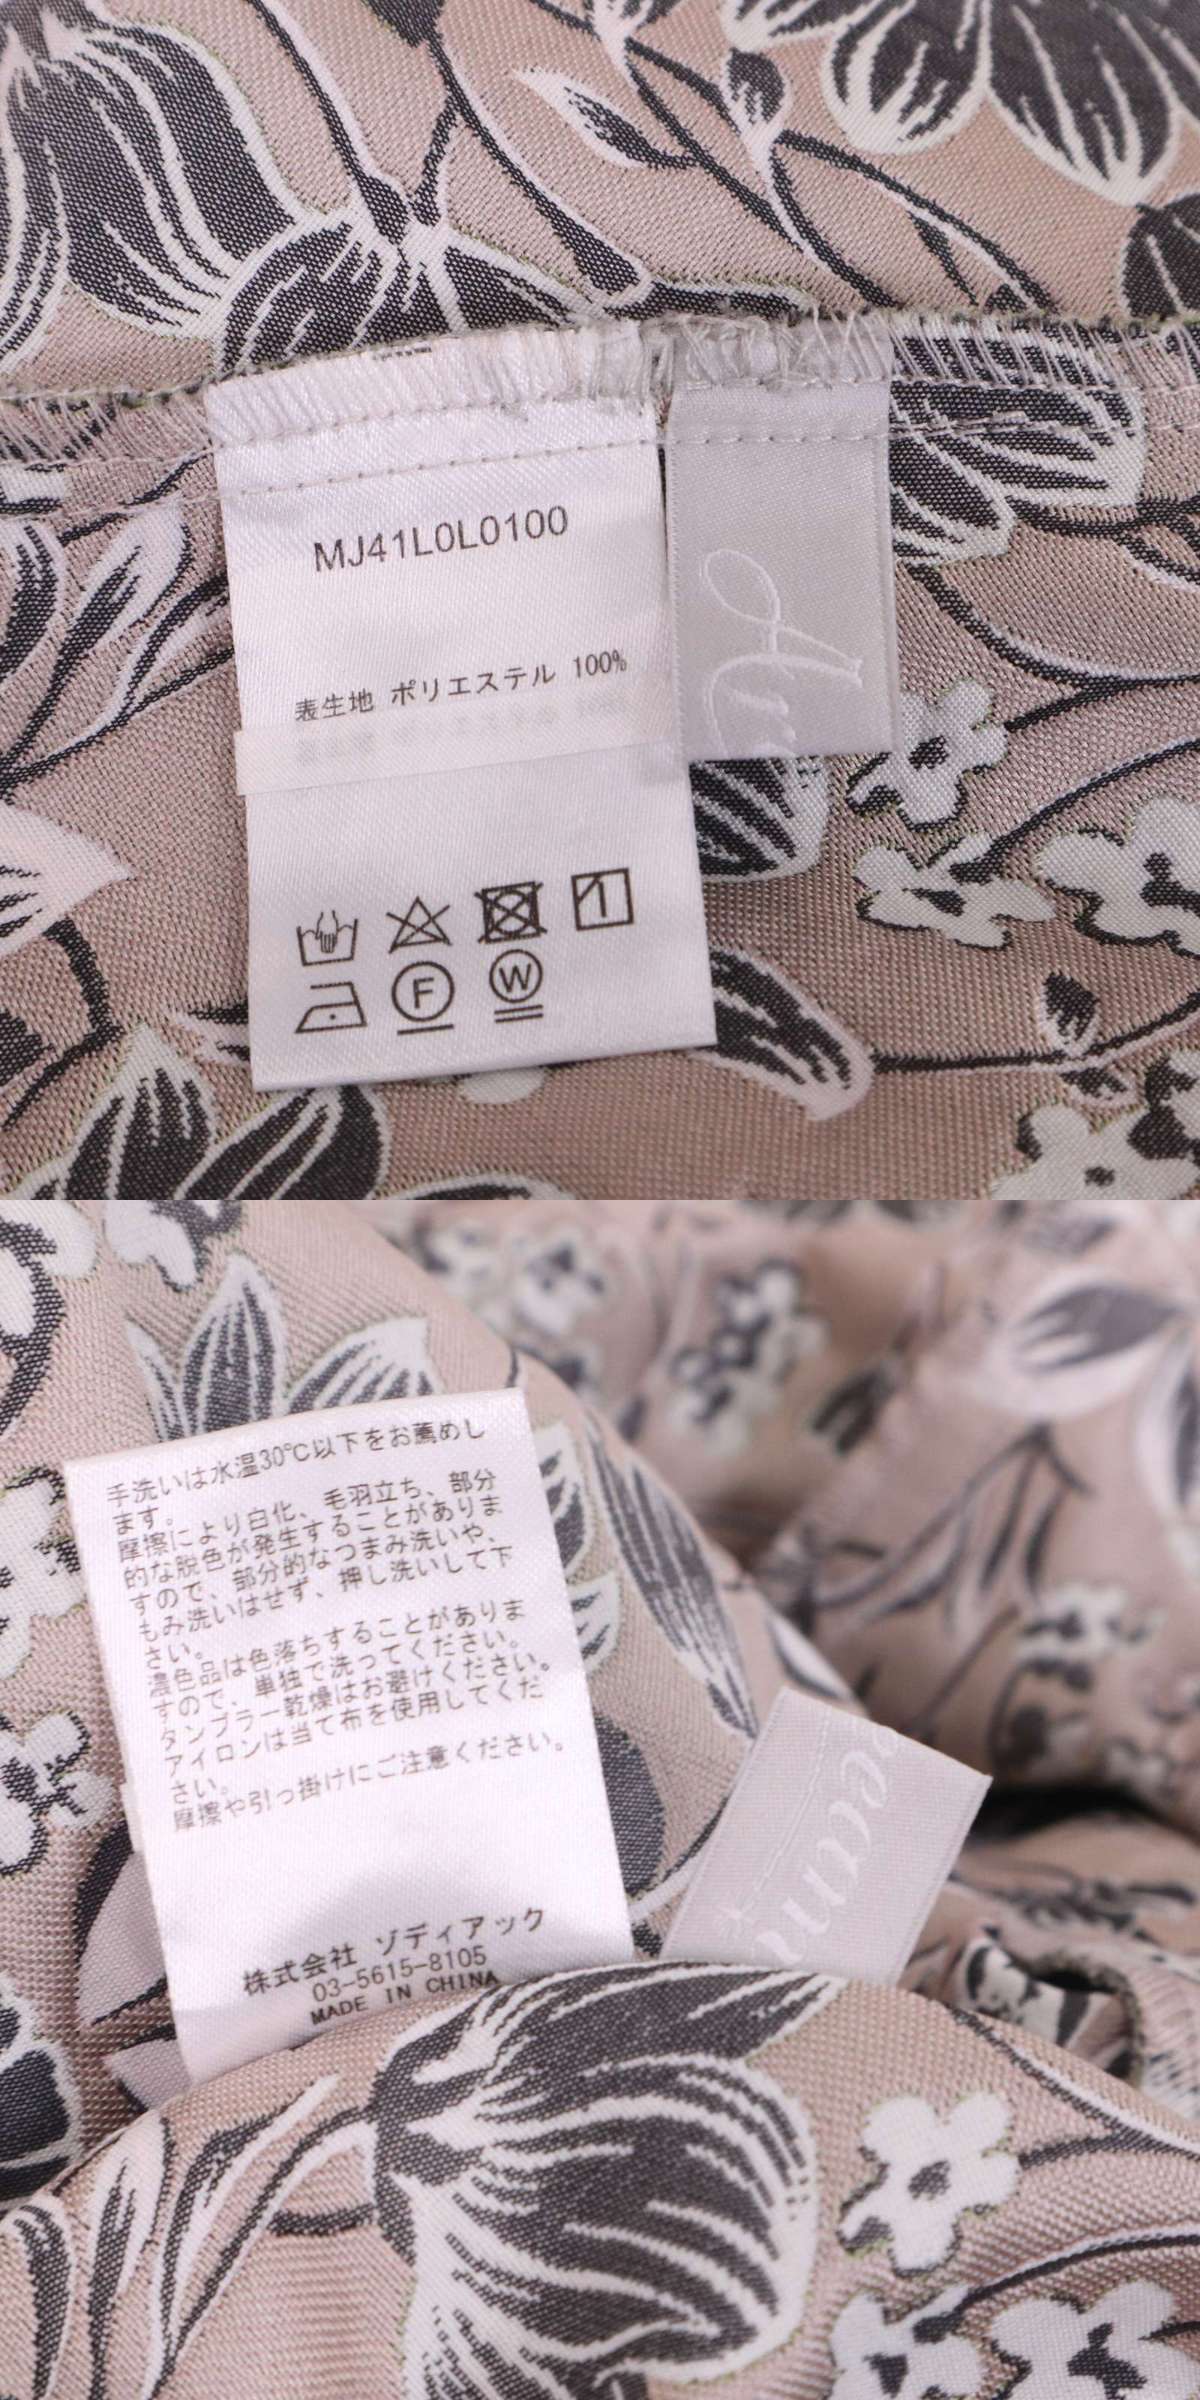 MJ41L0L0100
表生地 ポリエステル 100%
F
W
手洗いは水温30℃以下をお薦めし
ます。
摩擦により白化、毛羽立ち、部分
的な脱色が発生することがありま
すので、部分的なつまみ洗いや、
もみ洗いはせず、押し洗いして下
さい。
濃色品は色落ちすることがありま
すので、単独で洗ってください。
タンブラー乾燥はお避けください。
アイロンは当て布を使用してくだ
さい。
摩擦や引っ掛けにご注意ください。
株式会社 ゾディアック
03-5615-8105
MADE IN CHINA